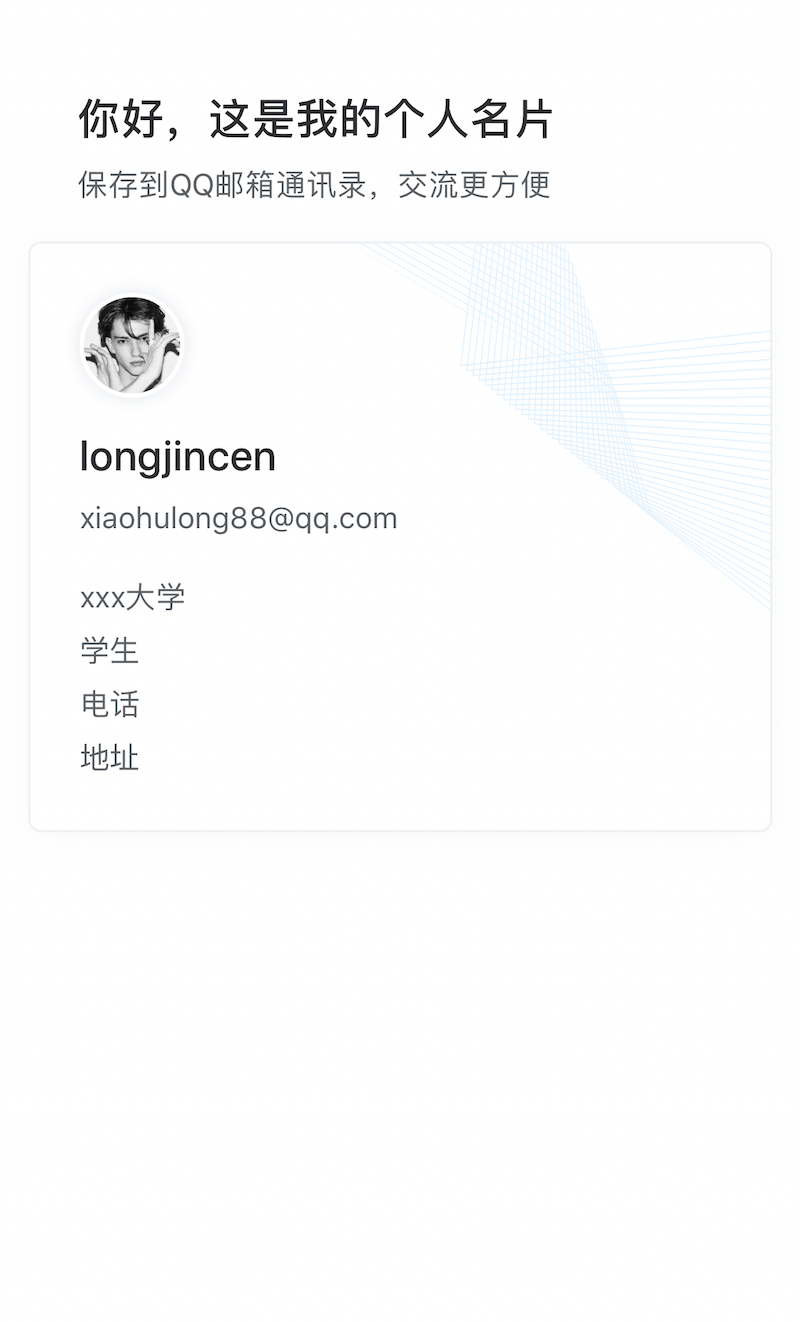 你好，这是我的个人名片
保存到QQ邮箱通讯录，交流更方便
longjincen
xiaohulong88@qq.com
xxx大学
学生
电话
地址